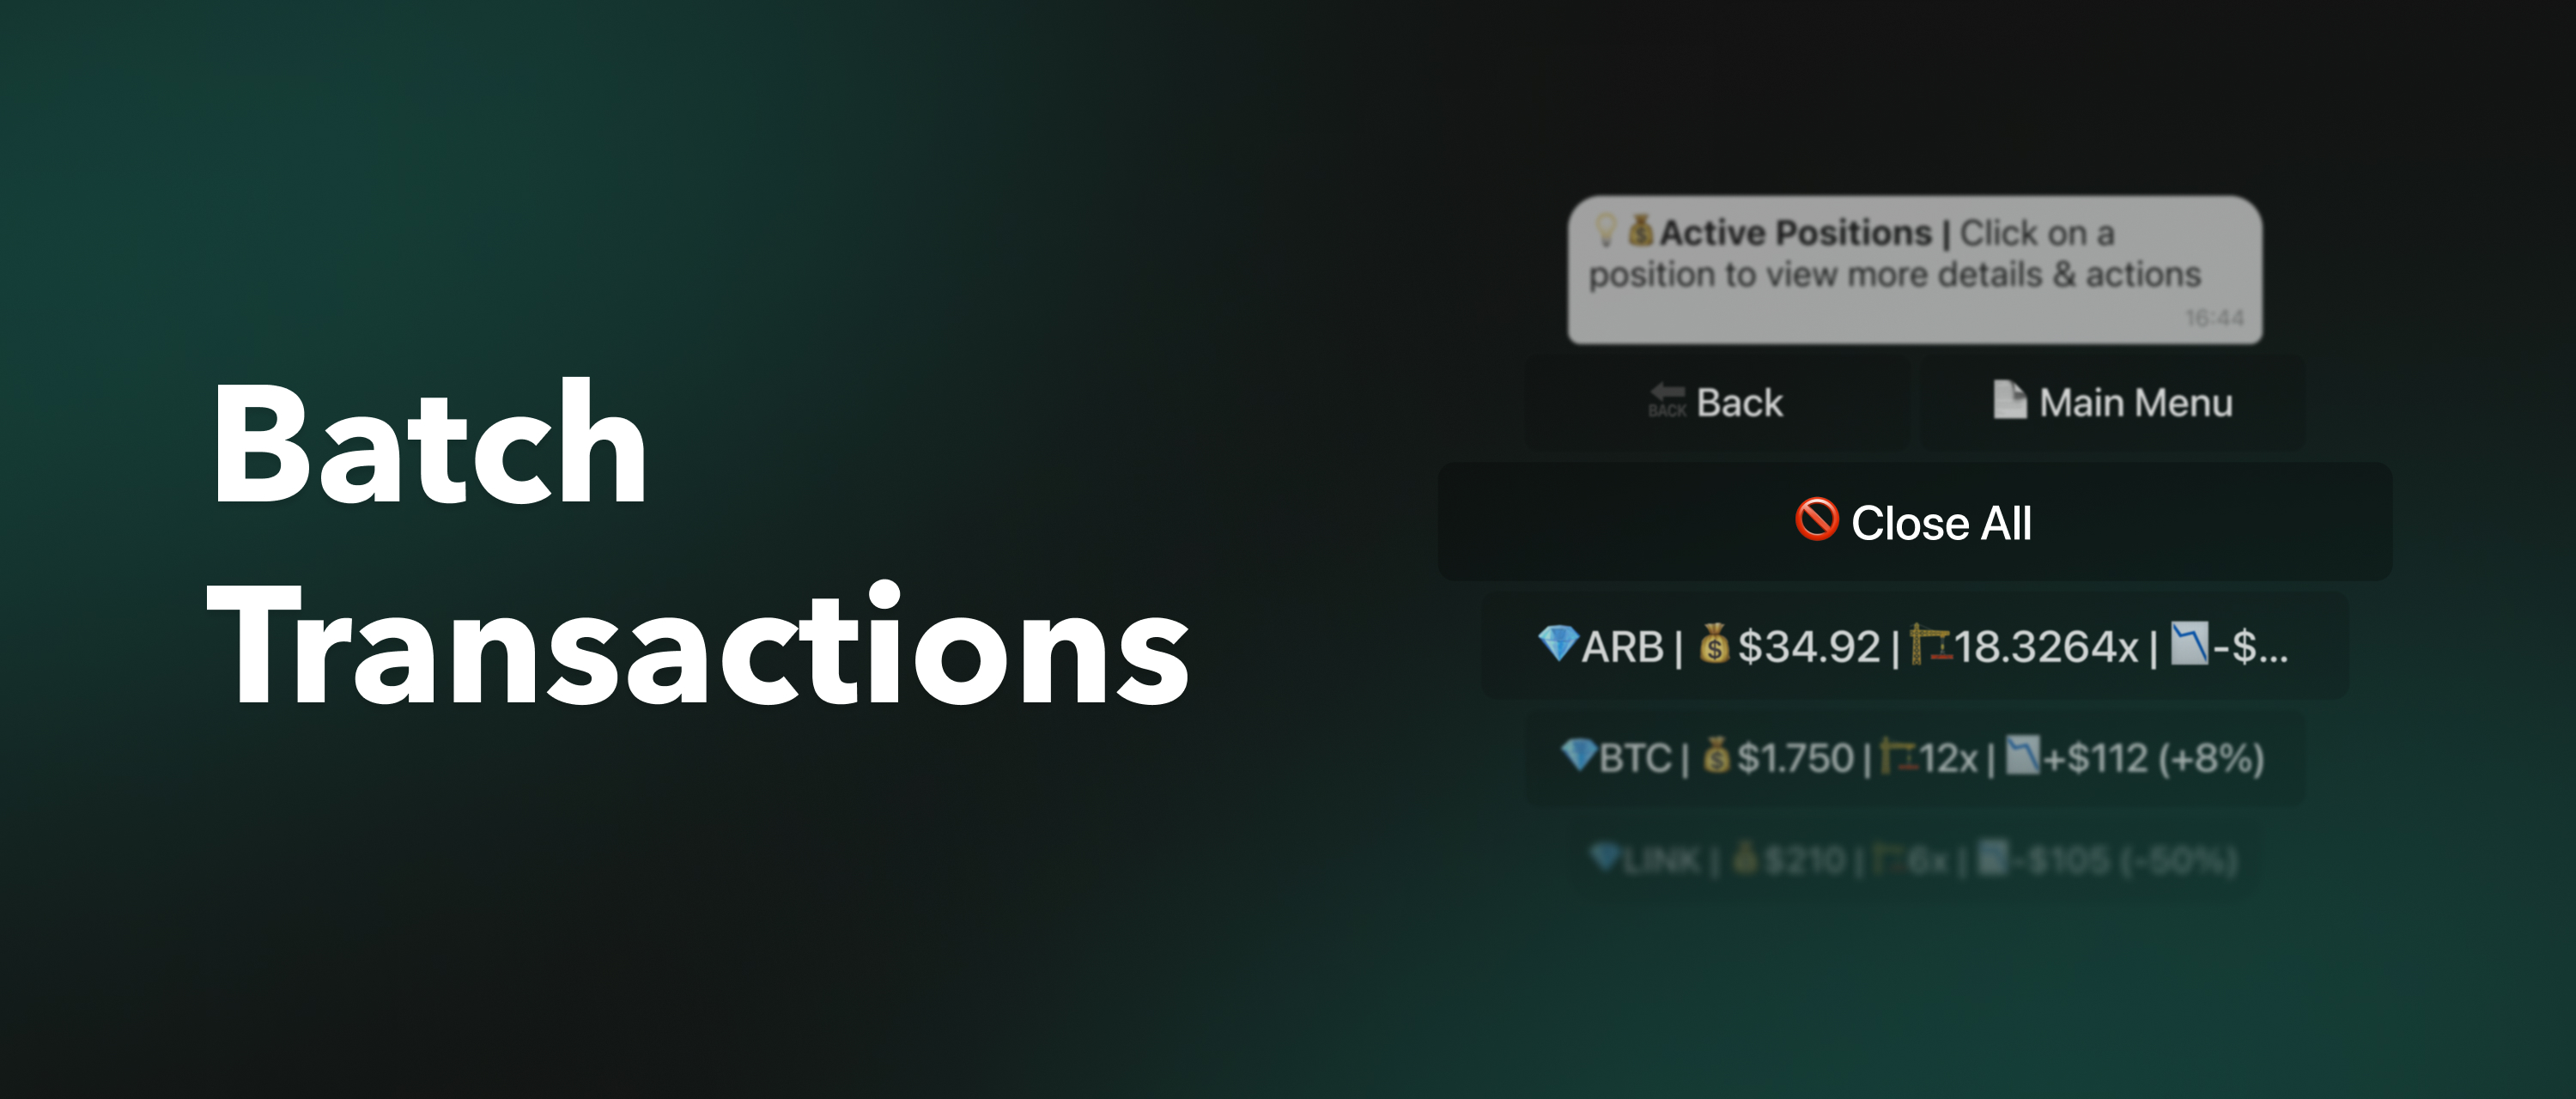 Batch
Transactions
💡💰Active Positions | Click on a
position to view more details & actions
16:44
🔙 Back
📄 Main Menu
🚫 Close All
💎ARB | 💰$34.92 | 🏗️18.3264x | 📉-$...
💎BTC | 💰$1.750 | 🏗️12x | 📉+$112 (+8%)
💎LINK | 💰$210 | 🏗️6x | 📉-$105 (-50%)